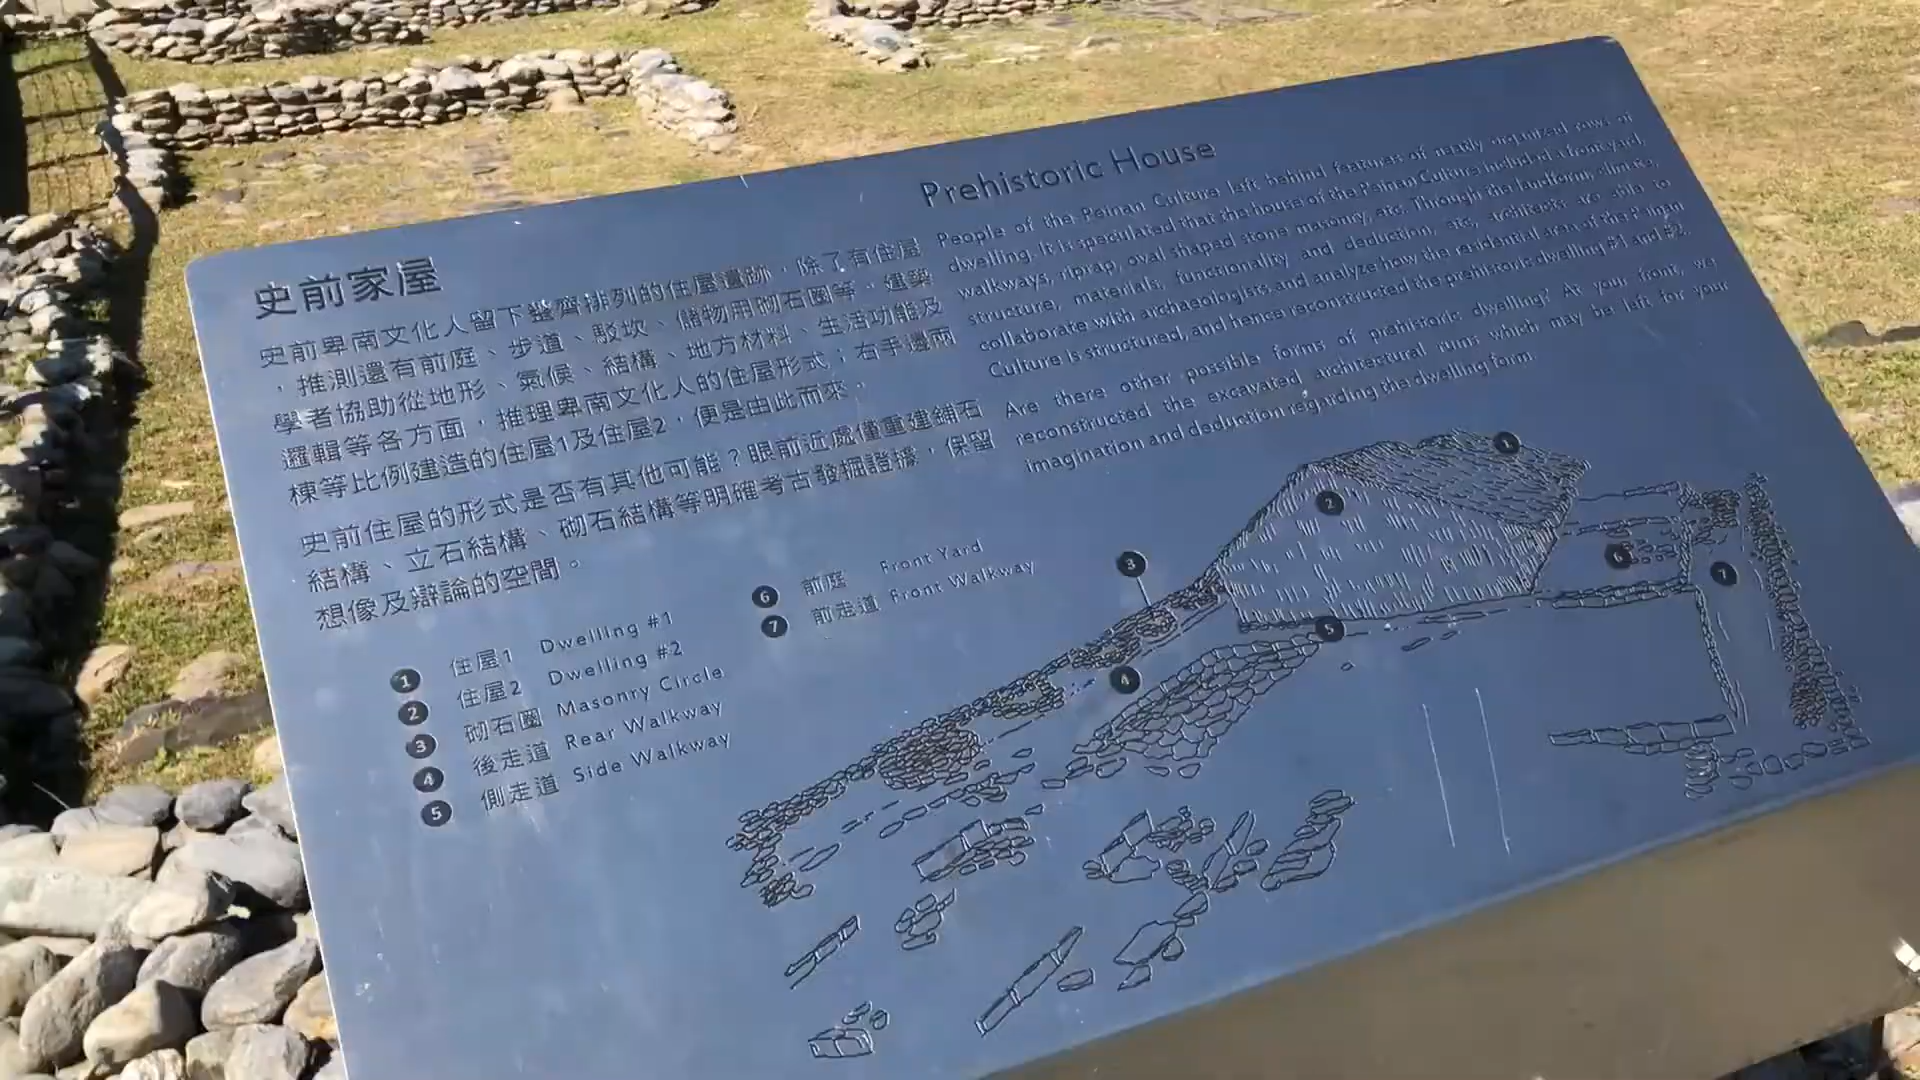 史前家屋
史前卑南文化人留下整齊排列的住屋遺跡，除了有住屋
，推測還有前庭、步道、駁坎、儲物用砌石圈等。建築
學者協助從地形、氣候、結構、地方材料、生活功能及
邏輯等各方面，推理卑南文化人的住屋形式；右手邊兩
棟等比例建造的住屋1及住屋2，便是由此而來。
史前住屋的形式是否有其他可能？眼前近處僅重建鋪石
結構、立石結構、砌石結構等明確考古發掘證據，保留
想像及辯論的空間。
Prehistoric House
People of the Peinan Culture left behind features of neatly organized rows of
dwelling. It is speculated that the house of the Peinan Culture included a front yard,
walkways, riprap, oval shaped stone masonry, etc. Through the landform, climate,
structure, materials, functionality and deduction, etc, architects are able to
collaborate with archaeologists and analyze how the residential area of the Peinan
Culture is structured, and hence reconstructed the prehistoric dwelling #1 and #2.
Are there other possible forms of prehistoric dwelling? At your front, we
reconstructed the excavated architectural ruins which may be left for your
imagination and deduction regarding the dwelling form.
1 住屋1 Dwelling #1
2 住屋2 Dwelling #2
3 砌石圈 Masonry Circle
4 後走道 Rear Walkway
5 側走道 Side Walkway
6 前庭 Front Yard
7 前走道 Front Walkway
1
2
3
4
5
6
7